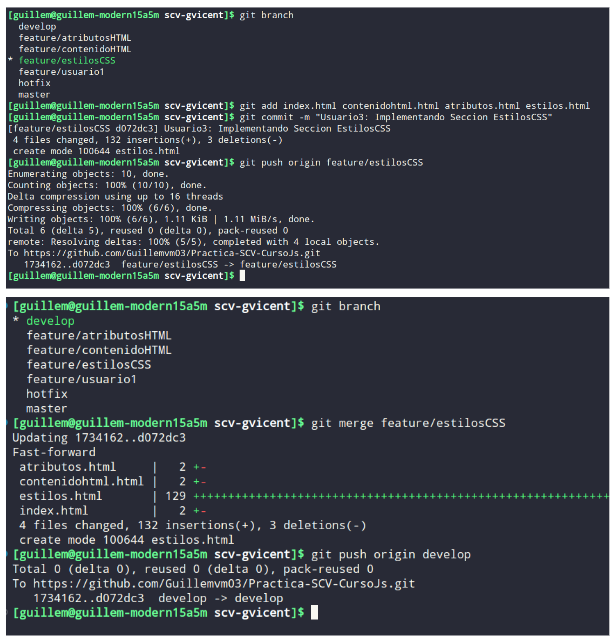 [guillem@guillem-modern15a5m scv-gvicent]$ git branch
develop
feature/atributosHTML
feature/contenidoHTML
* feature/estilosCSS
feature/usuario1
hotfix
master
[guillem@guillem-modern15a5m scv-gvicent]$ git add index.html contenidohtml.html atributos.html estilos.html
[guillem@guillem-modern15a5m scv-gvicent]$ git commit -m "Usuario3: Implementando Seccion EstilosCSS"
[feature/estilosCSS d072dc3] Usuario3: Implementando Seccion EstilosCSS
4 files changed, 132 insertions(+), 3 deletions(-)
create mode 100644 estilos.html
[guillem@guillem-modern15a5m scv-gvicent]$ git push origin feature/estilosCSS
Enumerating objects: 10, done.
Counting objects: 100% (10/10), done.
Delta compression using up to 16 threads
Compressing objects: 100% (6/6), done.
Writing objects: 100% (6/6), 1.11 KiB | 1.11 MiB/s, done.
Total 6 (delta 5), reused 0 (delta 0), pack-reused 0
remote: Resolving deltas: 100% (5/5), completed with 4 local objects.
To https://github.com/Guillemvm03/Practica-SCV-CursoJs.git
1734162..d072dc3  feature/estilosCSS -> feature/estilosCSS
[guillem@guillem-modern15a5m scv-gvicent]$
[guillem@guillem-modern15a5m scv-gvicent]$ git branch
* develop
feature/atributosHTML
feature/contenidoHTML
feature/estilosCSS
feature/usuario1
hotfix
master
[guillem@guillem-modern15a5m scv-gvicent]$ git merge feature/estilosCSS
Updating 1734162..d072dc3
Fast-forward
atributos.html     |   2 +-
contenidohtml.html |   2 +-
estilos.html       | 129 ++++++++++++++++++++++++++++++++++++++++++++++++++++++++++++
index.html         |   2 +-
4 files changed, 132 insertions(+), 3 deletions(-)
create mode 100644 estilos.html
[guillem@guillem-modern15a5m scv-gvicent]$ git push origin develop
Total 0 (delta 0), reused 0 (delta 0), pack-reused 0
To https://github.com/Guillemvm03/Practica-SCV-CursoJs.git
1734162..d072dc3  develop -> develop
[guillem@guillem-modern15a5m scv-gvicent]$